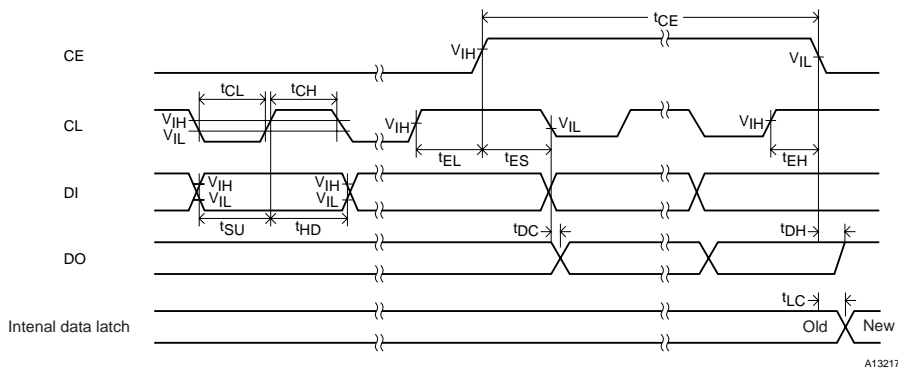 tCE
CE
VIH
VIL
tCL
tCH
CL
VIH
VIL
VIH
VIL
VIH
tEL
tES
tEH
DI
VIH
VIL
VIH
VIL
tSU
tHD
tDC
tDH
DO
tLC
Intenal data latch
Old
New
A13217